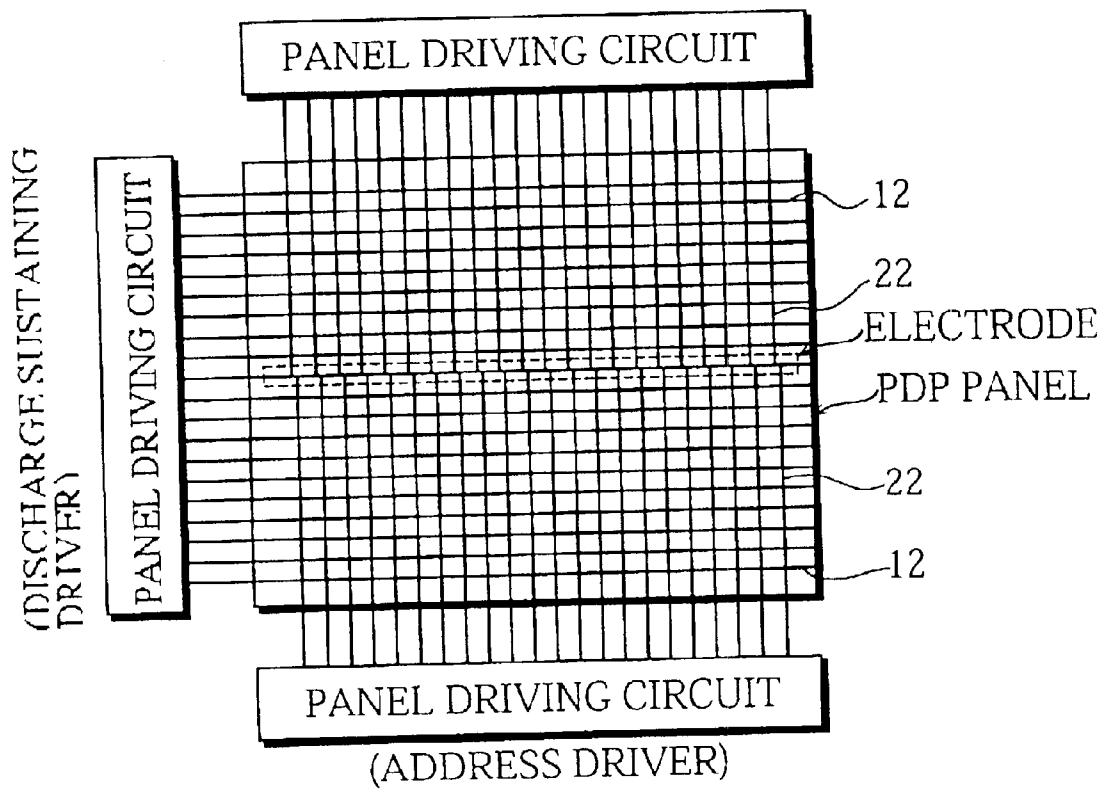 PANEL DRIVING CIRCUIT
(DISCHARGE SUSTAINING
DRIVER)
PANEL DRIVING CIRCUIT
12
22
ELECTRODE
PDP PANEL
22
12
PANEL DRIVING CIRCUIT
(ADDRESS DRIVER)